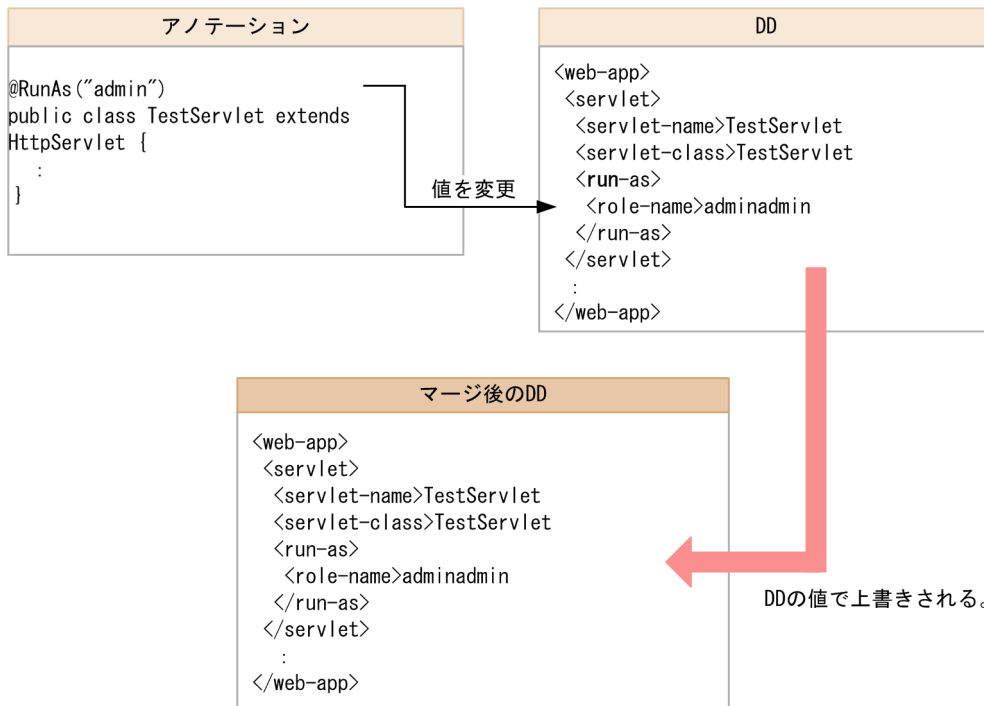 アノテーション
@RunAs("admin")
public class TestServlet extends
HttpServlet {
:
}
値を変更
DD
<web-app>
<servlet>
<servlet-name>TestServlet
<servlet-class>TestServlet
<run-as>
<role-name>adminadmin
</run-as>
</servlet>
:
</web-app>
マージ後のDD
<web-app>
<servlet>
<servlet-name>TestServlet
<servlet-class>TestServlet
<run-as>
<role-name>adminadmin
</run-as>
</servlet>
:
</web-app>
DDの値で上書きされる。